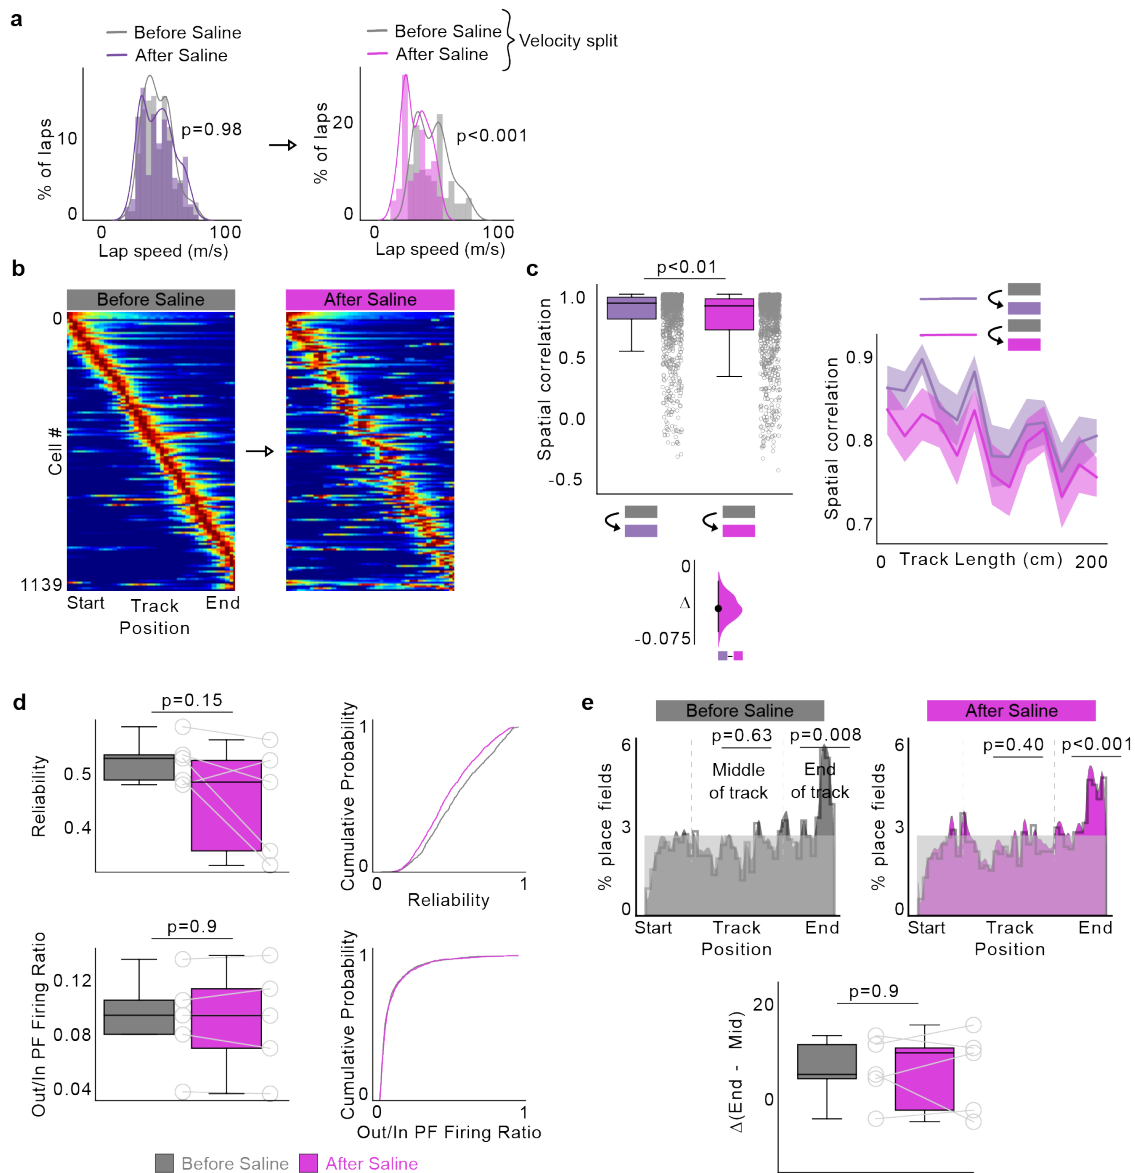 a
Before Saline
After Saline
Before Saline
After Saline
Velocity split
% of laps
10
0
p=0.98
0
100
Lap speed (m/s)
% of laps
20
0
p<0.001
0
100
Lap speed (m/s)
b
Before Saline
After Saline
0
Cell #
1139
Start
Track
Position
End
c
p<0.01
Spatial correlation
1.0
0.5
0.0
-0.5
0
Δ
-0.075
-
Spatial correlation
0.9
0.8
0.7
0
Track Length (cm)
200
d
p=0.15
Reliability
0.5
0.4
Cumulative Probability
1
0
0
1
Reliability
p=0.9
Out/In PF Firing Ratio
0.12
0.08
0.04
Cumulative Probability
1
0
0
1
Out/In PF Firing Ratio
Before Saline
After Saline
e
Before Saline
After Saline
% place fields
6
3
0
p=0.63
p=0.008
Middle
of track
End
of track
Start
Track
Position
End
% place fields
6
3
0
p=0.40
p<0.001
Start
Track
Position
End
Δ(End - Mid)
20
0
p=0.9